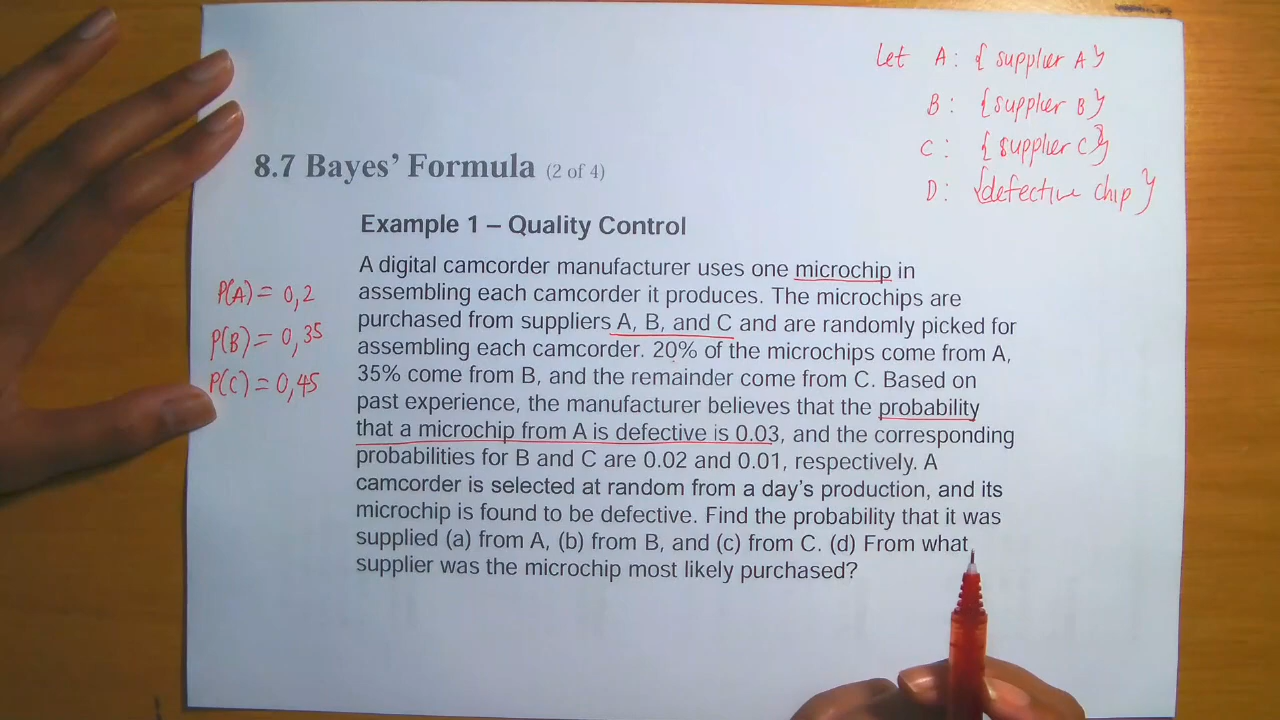 Let A: { supplier A}
B: {supplier B}
C: { supplier C}
D: {defective chip}
8.7 Bayes' Formula (2 of 4)
Example 1 – Quality Control
A digital camcorder manufacturer uses one microchip in
assembling each camcorder it produces. The microchips are
purchased from suppliers A, B, and C and are randomly picked for
assembling each camcorder. 20% of the microchips come from A,
35% come from B, and the remainder come from C. Based on
past experience, the manufacturer believes that the probability
that a microchip from A is defective is 0.03, and the corresponding
probabilities for B and C are 0.02 and 0.01, respectively. A
camcorder is selected at random from a day's production, and its
microchip is found to be defective. Find the probability that it was
supplied (a) from A, (b) from B, and (c) from C. (d) From what
supplier was the microchip most likely purchased?
P(A) = 0,2
P(B) = 0,35
P(C) = 0,45